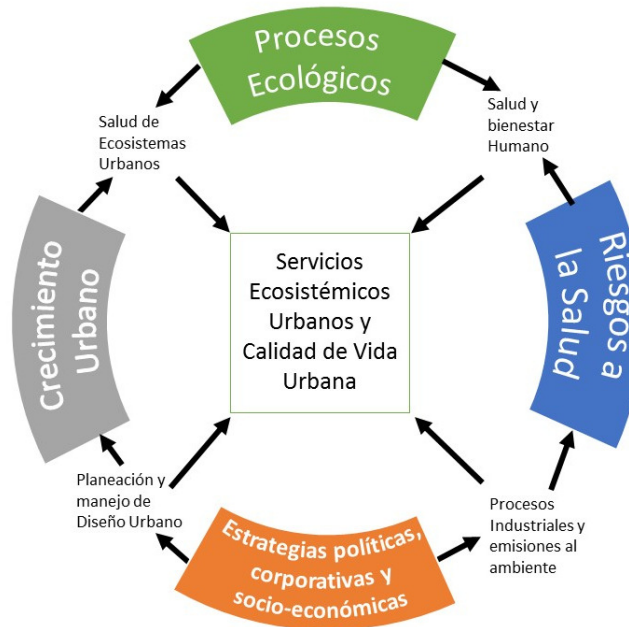 Procesos
Ecológicos
Salud de
Ecosistemas
Urbanos
Salud y
bienestar
Humano
Crecimiento
Urbano
Servicios
Ecosistémicos
Urbanos y
Calidad de Vida
Urbana
Riesgos a
la Salud
Planeación y
manejo de
Diseño Urbano
Estrategias políticas,
corporativas y
socio-económicas
Procesos
Industriales y
emisiones al
ambiente